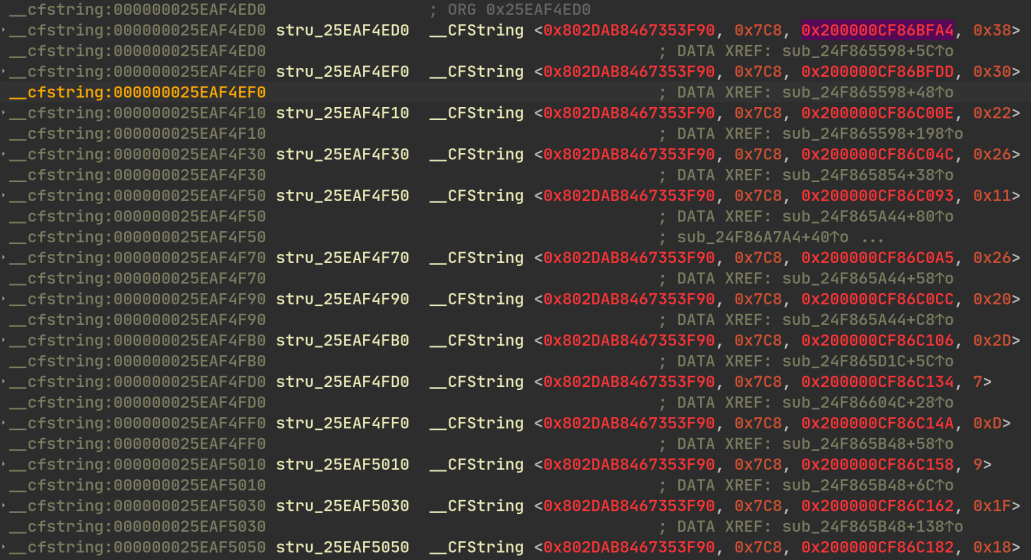 __cfstring:000000025EAF4ED0 ; ORG 0x25EAF4ED0
__cfstring:000000025EAF4ED0 stru_25EAF4ED0 __CFString <0x802DAB8467353F90, 0x7C8, 0x200000CF86BFA4, 0x38>
__cfstring:000000025EAF4ED0 ; DATA XREF: sub_24F865598+5C↑o
__cfstring:000000025EAF4EF0 stru_25EAF4EF0 __CFString <0x802DAB8467353F90, 0x7C8, 0x200000CF86BFDD, 0x30>
__cfstring:000000025EAF4EF0 ; DATA XREF: sub_24F865598+48↑o
__cfstring:000000025EAF4F10 stru_25EAF4F10 __CFString <0x802DAB8467353F90, 0x7C8, 0x200000CF86C00E, 0x22>
__cfstring:000000025EAF4F10 ; DATA XREF: sub_24F865598+198↑o
__cfstring:000000025EAF4F30 stru_25EAF4F30 __CFString <0x802DAB8467353F90, 0x7C8, 0x200000CF86C04C, 0x26>
__cfstring:000000025EAF4F30 ; DATA XREF: sub_24F865854+38↑o
__cfstring:000000025EAF4F50 stru_25EAF4F50 __CFString <0x802DAB8467353F90, 0x7C8, 0x200000CF86C093, 0x11>
__cfstring:000000025EAF4F50 ; DATA XREF: sub_24F865A44+80↑o
__cfstring:000000025EAF4F50 ; sub_24F86A7A4+40↑o ...
__cfstring:000000025EAF4F70 stru_25EAF4F70 __CFString <0x802DAB8467353F90, 0x7C8, 0x200000CF86C0A5, 0x26>
__cfstring:000000025EAF4F70 ; DATA XREF: sub_24F865A44+58↑o
__cfstring:000000025EAF4F90 stru_25EAF4F90 __CFString <0x802DAB8467353F90, 0x7C8, 0x200000CF86C0CC, 0x20>
__cfstring:000000025EAF4F90 ; DATA XREF: sub_24F865A44+C8↑o
__cfstring:000000025EAF4FB0 stru_25EAF4FB0 __CFString <0x802DAB8467353F90, 0x7C8, 0x200000CF86C106, 0x2D>
__cfstring:000000025EAF4FB0 ; DATA XREF: sub_24F865D1C+5C↑o
__cfstring:000000025EAF4FD0 stru_25EAF4FD0 __CFString <0x802DAB8467353F90, 0x7C8, 0x200000CF86C134, 7>
__cfstring:000000025EAF4FD0 ; DATA XREF: sub_24F86604C+28↑o
__cfstring:000000025EAF4FF0 stru_25EAF4FF0 __CFString <0x802DAB8467353F90, 0x7C8, 0x200000CF86C14A, 0xD>
__cfstring:000000025EAF4FF0 ; DATA XREF: sub_24F865B48+58↑o
__cfstring:000000025EAF5010 stru_25EAF5010 __CFString <0x802DAB8467353F90, 0x7C8, 0x200000CF86C158, 9>
__cfstring:000000025EAF5010 ; DATA XREF: sub_24F865B48+6C↑o
__cfstring:000000025EAF5030 stru_25EAF5030 __CFString <0x802DAB8467353F90, 0x7C8, 0x200000CF86C162, 0x1F>
__cfstring:000000025EAF5030 ; DATA XREF: sub_24F865B48+138↑o
__cfstring:000000025EAF5050 stru_25EAF5050 __CFString <0x802DAB8467353F90, 0x7C8, 0x200000CF86C182, 0x18>